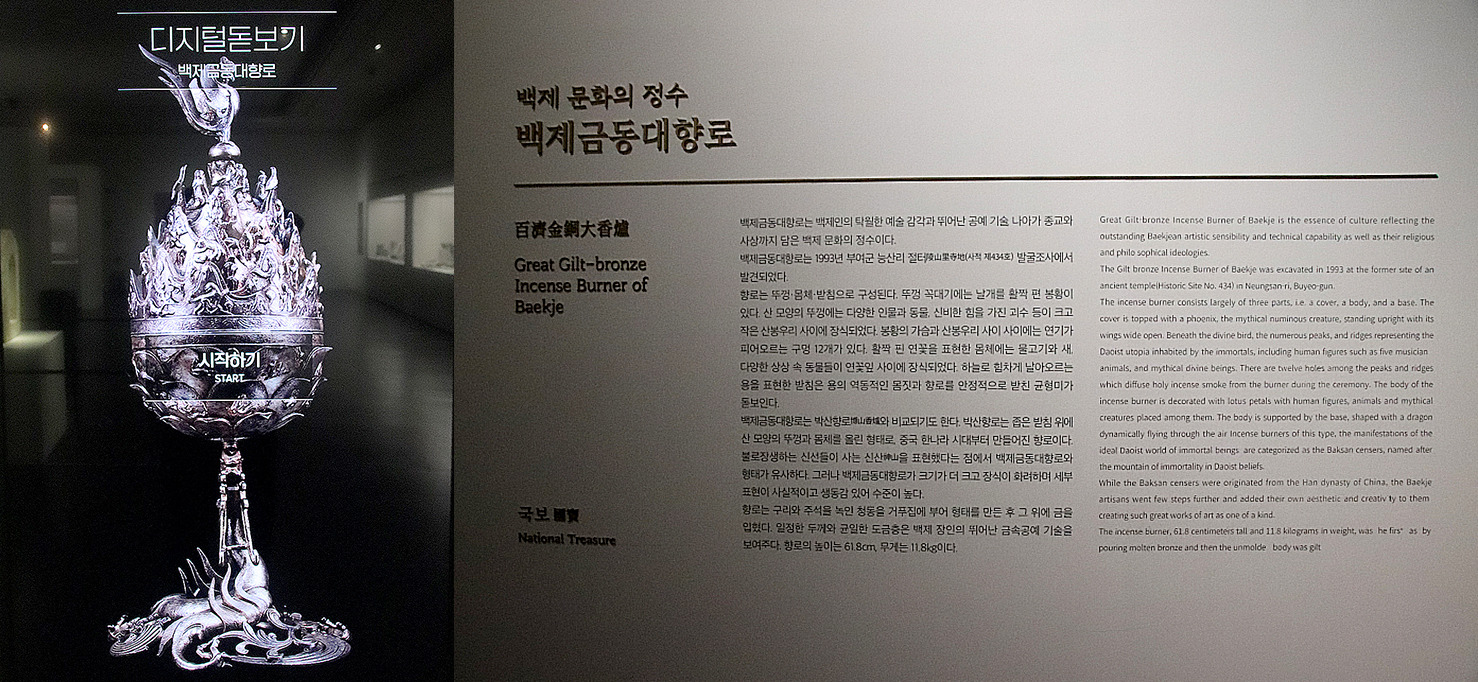 디지털돋보기
백제금동대향로
시작하기
START
백제 문화의 정수
백제금동대향로
百濟金銅大香爐
Great Gilt-bronze
Incense Burner of
Baekje
국보 國寶
National Treasure
백제금동대향로는 백제인의 탁월한 예술 감각과 뛰어난 공예 기술, 나아가 종교와
사상까지 담은 백제 문화의 정수이다.
백제금동대향로는 1993년 부여군 능산리 절터陵山里寺地(사적 제434호) 발굴조사에서
발견되었다.
향로는 뚜껑·몸체·받침으로 구성된다. 뚜껑 꼭대기에는 날개를 활짝 편 봉황이
있다. 산 모양의 뚜껑에는 다양한 인물과 동물, 신비한 힘을 가진 괴수 등이 크고
작은 산봉우리 사이에 장식되었다. 봉황의 가슴과 산봉우리 사이 사이에는 연기가
피어오르는 구멍 12개가 있다. 활짝 핀 연꽃을 표현한 몸체에는 물고기와 새,
다양한 상상 속 동물들이 연꽃잎 사이에 장식되었다. 하늘로 힘차게 날아오르는
용을 표현한 받침은 용의 역동적인 몸짓과 향로를 안정적으로 받친 균형미가
돋보인다.
백제금동대향로는 박산향로博山香爐와 비교되기도 한다. 박산향로는 좁은 받침 위에
산 모양의 뚜껑과 몸체를 올린 형태로, 중국 한나라 시대부터 만들어진 향로이다.
불로장생하는 신선들이 사는 신산神山을 표현했다는 점에서 백제금동대향로와
형태가 유사하다. 그러나 백제금동대향로가 크기가 더 크고 장식이 화려하며 세부
표현이 사실적이고 생동감 있어 수준이 높다.
향로는 구리와 주석을 녹인 청동을 거푸집에 부어 형태를 만든 후 그 위에 금을
입혔다. 일정한 두께와 균일한 도금층은 백제 장인의 뛰어난 금속공예 기술을
보여주다. 향로의 높이는 61.8cm, 무게는 11.8kg이다.
Great Gilt-bronze Incense Burner of Baekje is the essence of culture reflecting the
outstanding Baekjean artistic sensibility and technical capability as well as their religious
and philo sophical ideologies.
The Gilt bronze Incense Burner of Baekje was excavated in 1993 at the former site of an
ancient temple(Historic Site No. 434) in Neungsan-ri, Buyeo-gun.
The incense burner consists largely of three parts, i.e. a cover, a body, and a base. The
cover is topped with a phoenix, the mythical numinous creature, standing upright with its
wings wide open. Beneath the divine bird, the numerous peaks, and ridges representing the
Daoist utopia inhabited by the immortals, including human figures such as five musician
animals, and mythical divine beings. There are twelve holes among the peaks and ridges
which diffuse holy incense smoke from the burner during the ceremony. The body of the
incense burner is decorated with lotus petals with human figures, animals and mythical
creatures placed among them. The body is supported by the base, shaped with a dragon
dynamically flying through the air Incense burners of this type, the manifestations of the
ideal Daoist world of immortal beings are categorized as the Baksan censers, named after
the mountain of immortality in Daoist beliefs.
While the Baksan censers were originated from the Han dynasty of China, the Baekje
artisans went few steps further and added their own aesthetic and creativ ty to them
creating such great works of art as one of a kind.
The incense burner, 61.8 centimeters tall and 11.8 kilograms in weight, was he firs as by
pouring molten bronze and then the unmolde body was gilt